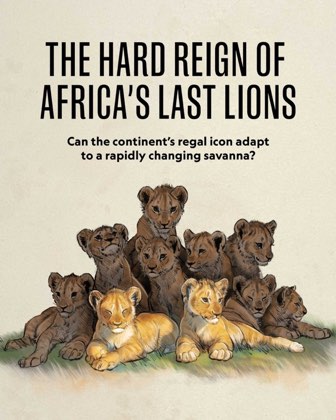 THE HARD REIGN OF
AFRICA'S LAST LIONS
Can the continent's regal icon adapt
to a rapidly changing savanna?